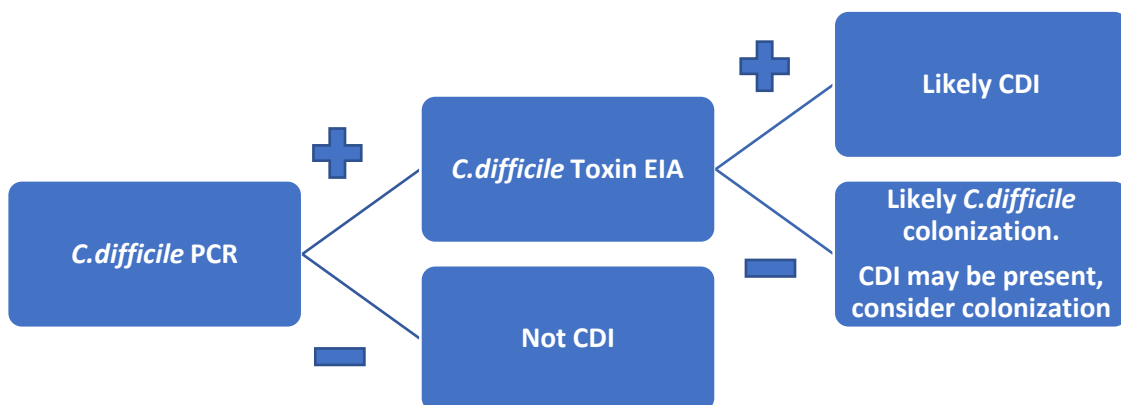 C.difficile PCR
C.difficile Toxin EIA
Not CDI
Likely CDI
Likely C.difficile
colonization.
CDI may be present,
consider colonization